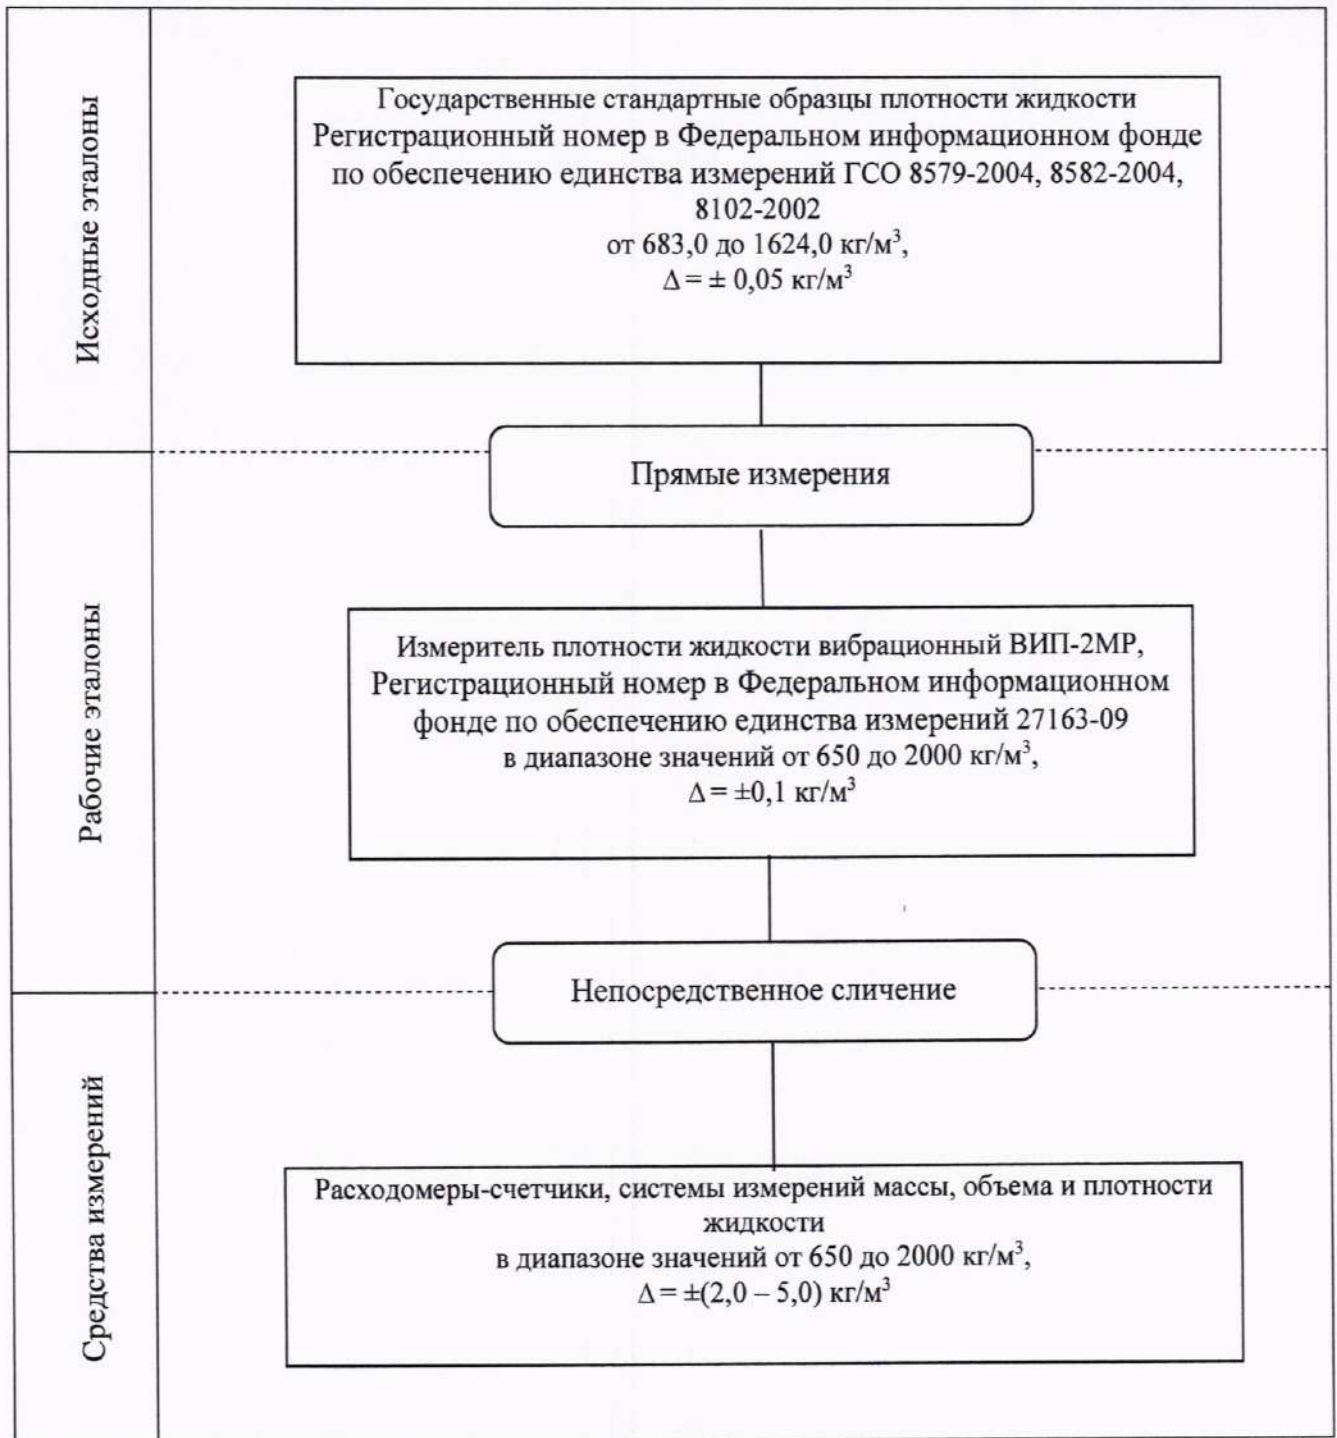 Исходные эталоны
Государственные стандартные образцы плотности жидкости
Регистрационный номер в Федеральном информационном фонде
по обеспечению единства измерений ГСО 8579-2004, 8582-2004,
8102-2002
от 683,0 до 1624,0 кг/м³,
Δ = ± 0,05 кг/м³
Прямые измерения
Рабочие эталоны
Измеритель плотности жидкости вибрационный ВИП-2МР,
Регистрационный номер в Федеральном информационном
фонде по обеспечению единства измерений 27163-09
в диапазоне значений от 650 до 2000 кг/м³,
Δ = ±0,1 кг/м³
Непосредственное сличение
Средства измерений
Расходомеры-счетчики, системы измерений массы, объема и плотности
жидкости
в диапазоне значений от 650 до 2000 кг/м³,
Δ = ±(2,0 – 5,0) кг/м³